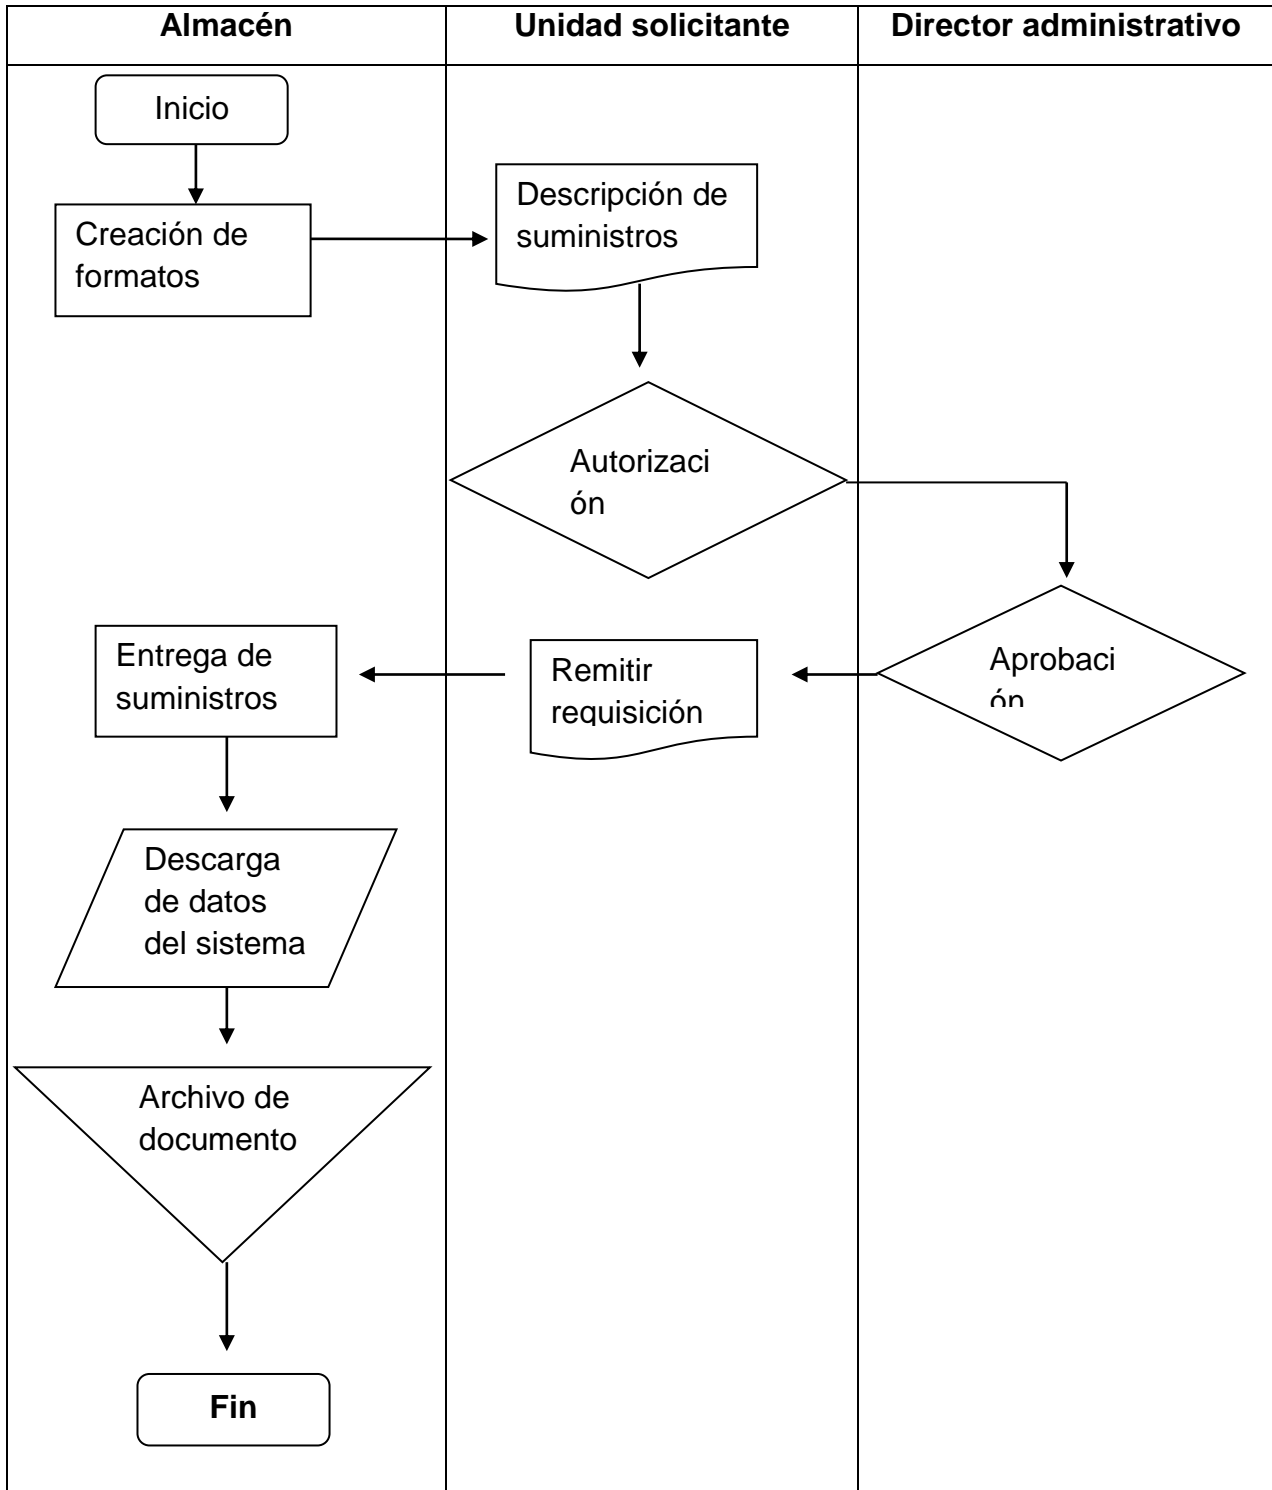 Almacén
Unidad solicitante
Director administrativo
Inicio
Creación de
formatos
Descripción de
suministros
Autorizaci
ón
Aprobaci
ón
Remitir
requisición
Entrega de
suministros
Descarga
de datos
del sistema
Archivo de
documento
Fin